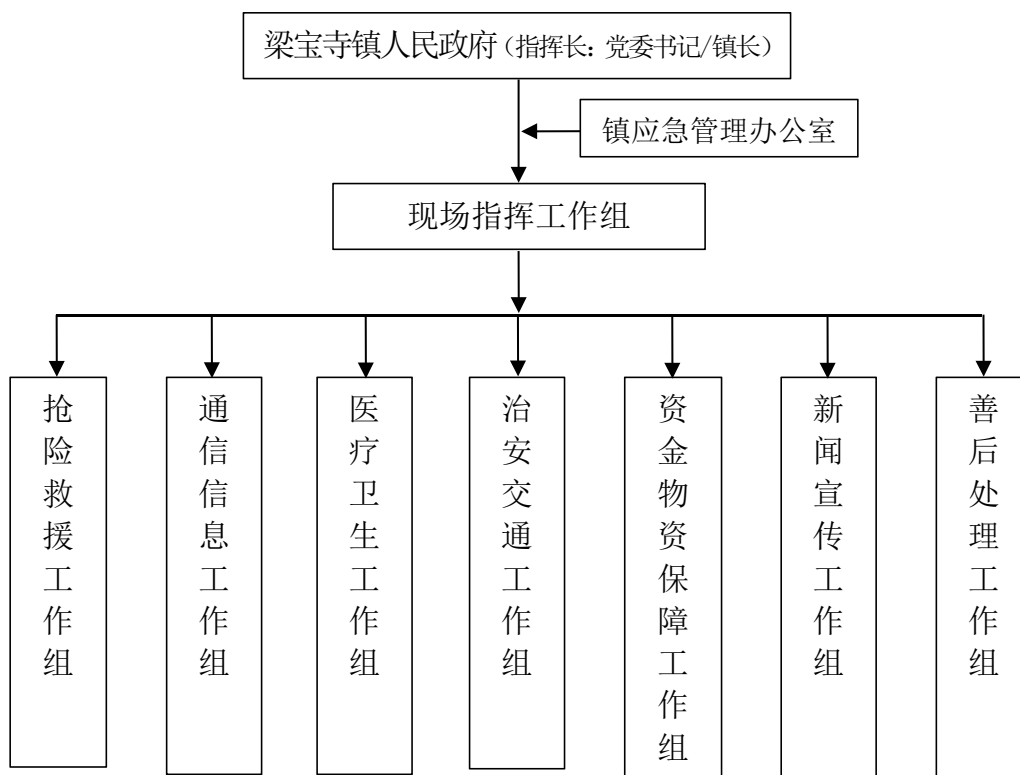 梁宝寺镇人民政府（指挥长：党委书记/镇长）
镇应急管理办公室
现场指挥工作组
抢险救援工作组
通信信息工作组
医疗卫生工作组
治安交通工作组
资金物资保障工作组
新闻宣传工作组
善后处理工作组